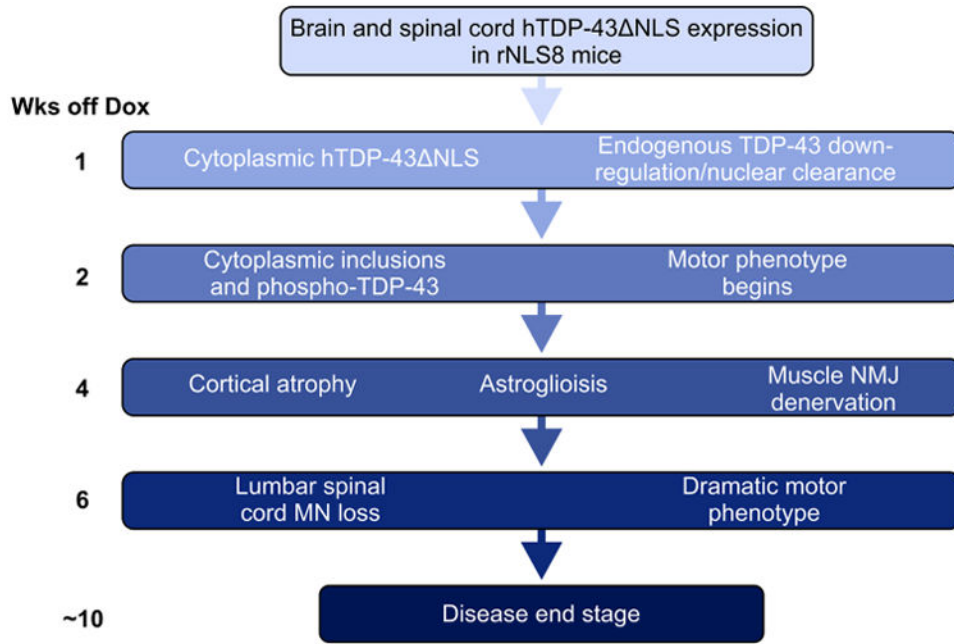 Brain and spinal cord hTDP-43ΔNLS expression
in rNLS8 mice
Wks off Dox
1
Cytoplasmic hTDP-43ΔNLS
Endogenous TDP-43 down-
regulation/nuclear clearance
2
Cytoplasmic inclusions
and phospho-TDP-43
Motor phenotype
begins
4
Cortical atrophy
Astroglioisis
Muscle NMJ
denervation
6
Lumbar spinal
cord MN loss
Dramatic motor
phenotype
~10
Disease end stage